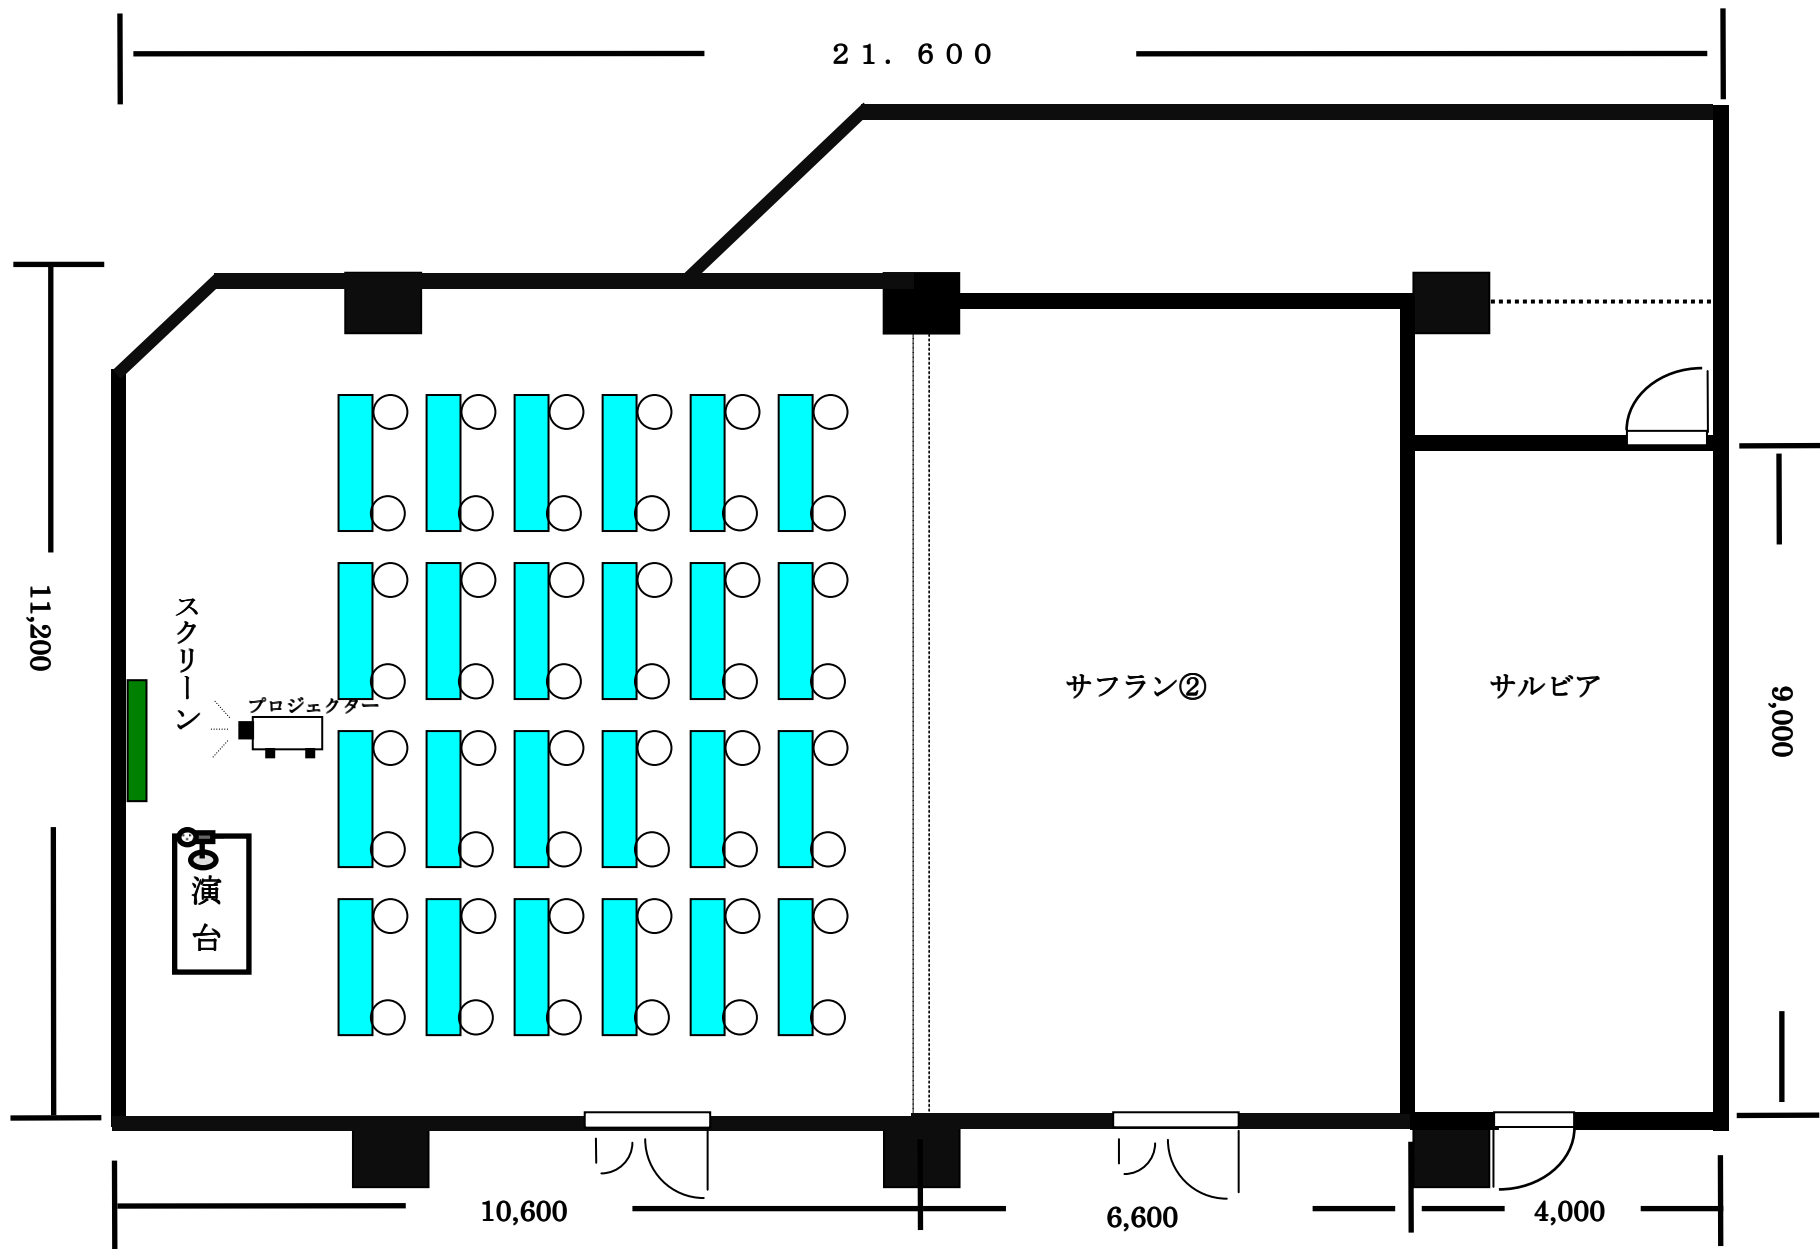 ２１．６００
11,200
スクリーン
プロジェクター
演台
サフラン②
サルビア
9,000
10,600
6,600
4,000